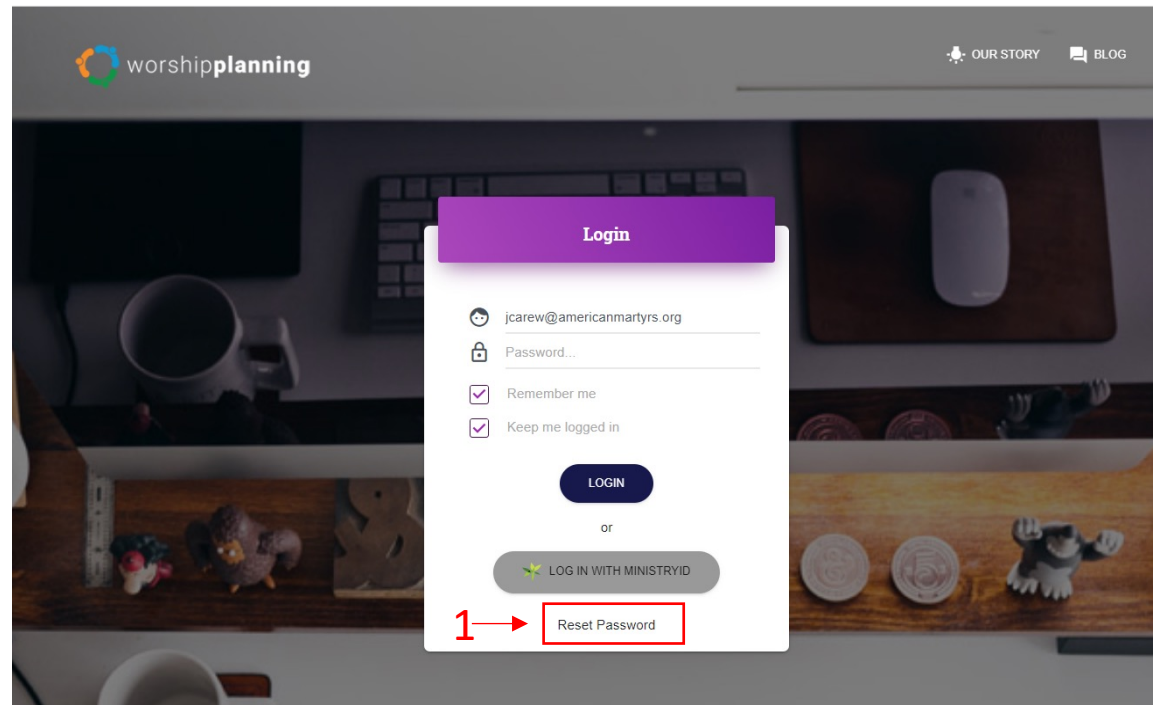 worshipplanning
OUR STORY
BLOG
Login
jcarew@americanmartyrs.org
Password...
Remember me
Keep me logged in
LOGIN
or
LOG IN WITH MINISTRYID
1
Reset Password